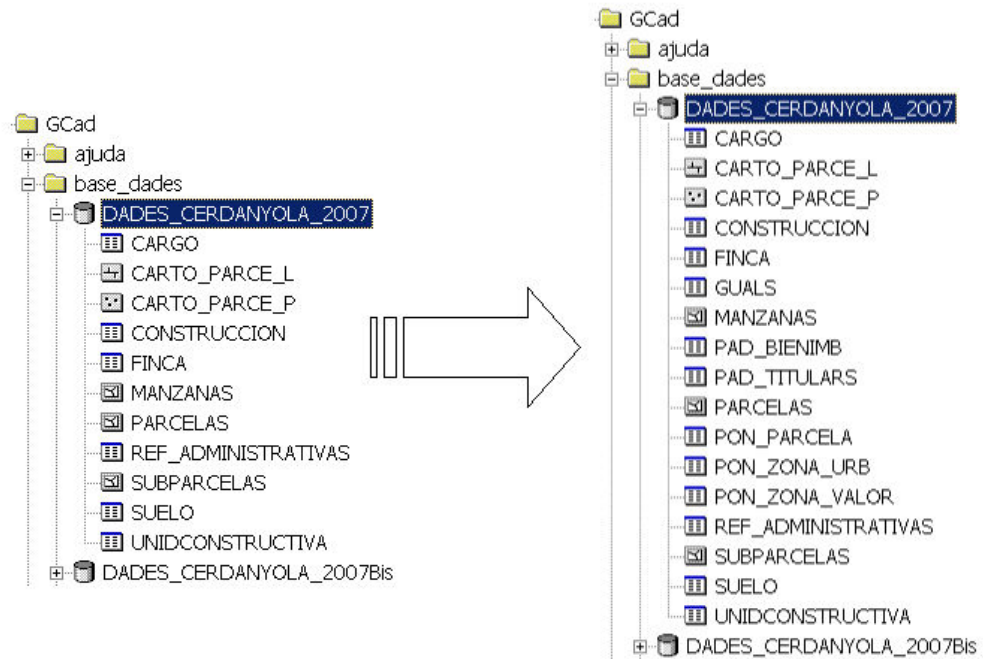 GCad
ajuda
base_dades
DADES_CERDANYOLA_2007
CARGO
CARTO_PARCE_L
CARTO_PARCE_P
CONSTRUCCION
FINCA
MANZANAS
PARCELAS
REF_ADMINISTRATIVAS
SUBPARCELAS
SUELO
UNIDCONSTRUCTIVA
DADES_CERDANYOLA_2007Bis
GCad
ajuda
base_dades
DADES_CERDANYOLA_2007
CARGO
CARTO_PARCE_L
CARTO_PARCE_P
CONSTRUCCION
FINCA
GUALS
MANZANAS
PAD_BIENIMB
PAD_TITULARS
PARCELAS
PON_PARCELA
PON_ZONA_URB
PON_ZONA_VALOR
REF_ADMINISTRATIVAS
SUBPARCELAS
SUELO
UNIDCONSTRUCTIVA
DADES_CERDANYOLA_2007Bis